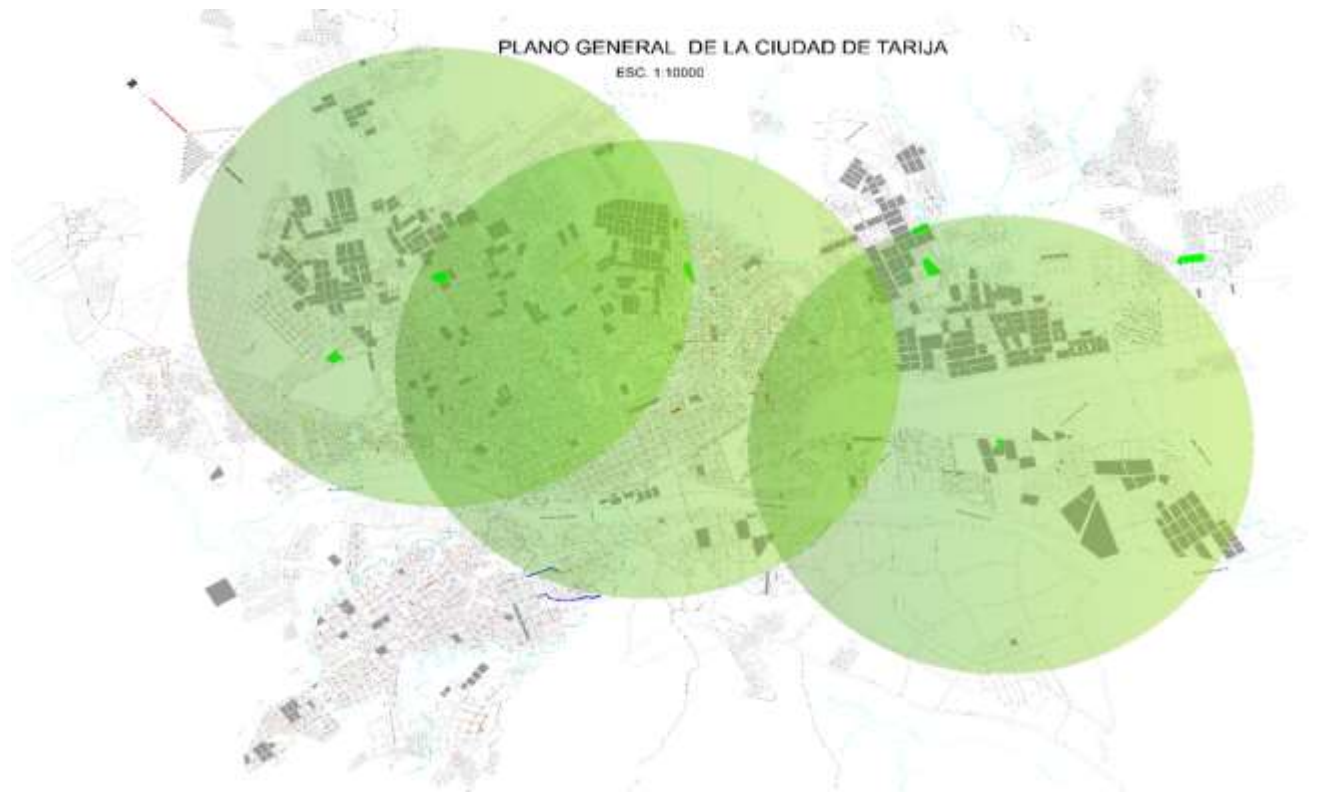 PLANO GENERAL DE LA CIUDAD DE TARIJA
ESC. 1:10000